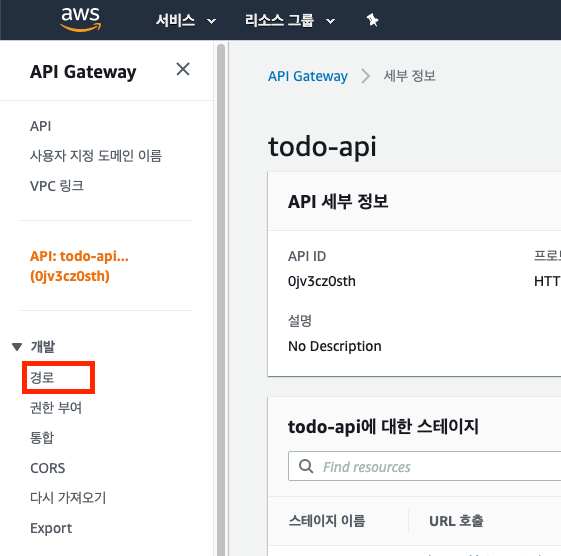 aws
서비스
리소스 그룹
API Gateway
API Gateway
세부 정보
API
사용자 지정 도메인 이름
VPC 링크
API: todo-api...
(0jv3cz0sth)
개발
경로
권한 부여
통합
CORS
다시 가져오기
Export
todo-api
API 세부 정보
API ID
0jv3cz0sth
HTT
설명
No Description
todo-api에 대한 스테이지
Find resources
스테이지 이름
URL 호출